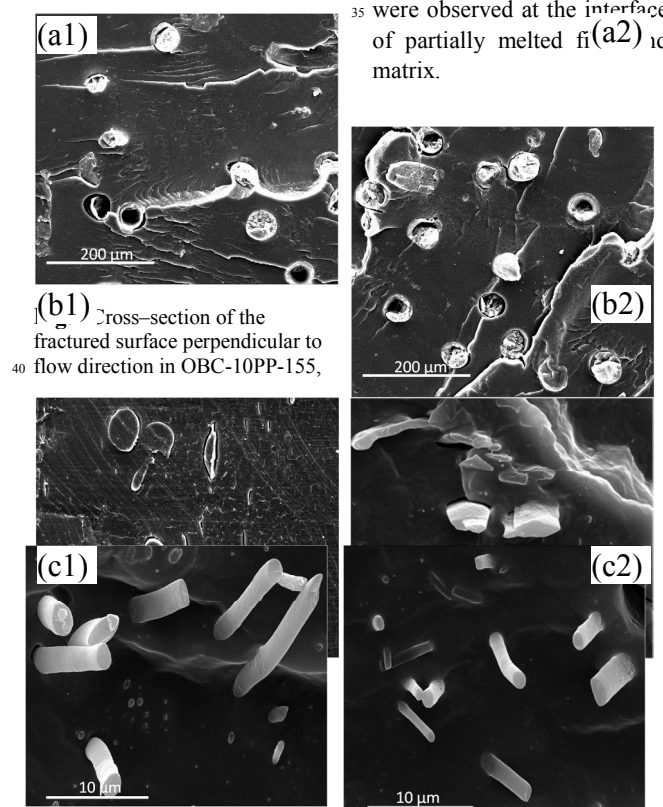 (a1)
35 were observed at the interface
of partially melted fi(a2)
matrix.
200 µm
200 µm
(b1) Cross–section of the
(b2)
fractured surface perpendicular to
40 flow direction in OBC-10PP-155,
(c1)
(c2)
10 µm
10 µm